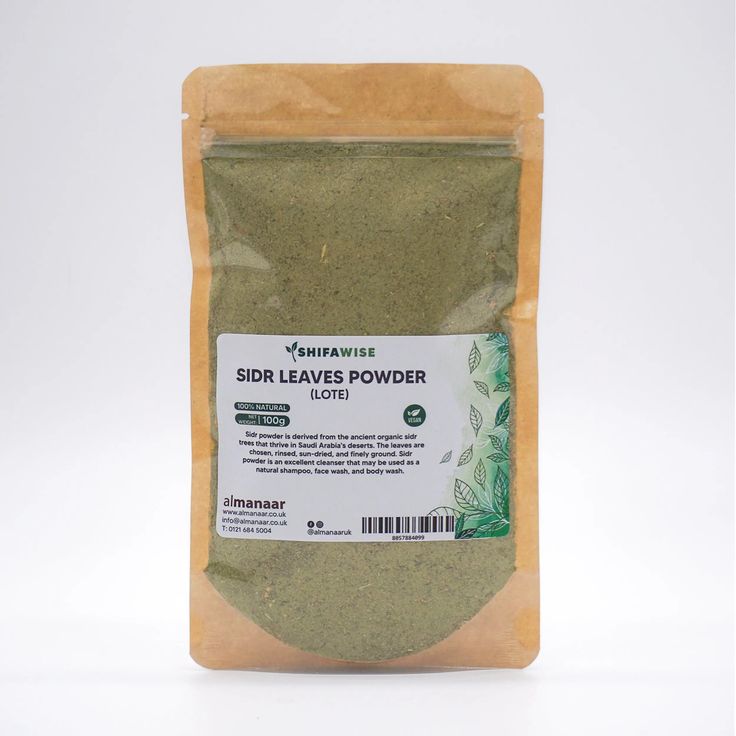 SHIFAWISE
SIDR LEAVES POWDER
(LOTE)
100% NATURAL
NET WEIGHT 100g
VEGAN
Sidr powder is derived from the ancient organic sidr
trees that thrive in Saudi Arabia's deserts. The leaves are
chosen, rinsed, sun-dried, and finely ground. Sidr
powder is an excellent cleanser that may be used as a
natural shampoo, face wash, and body wash.
almanaar
www.almanaar.co.uk
info@almanaar.co.uk
T: 0121 684 5004
@almanaaruk
8057884099